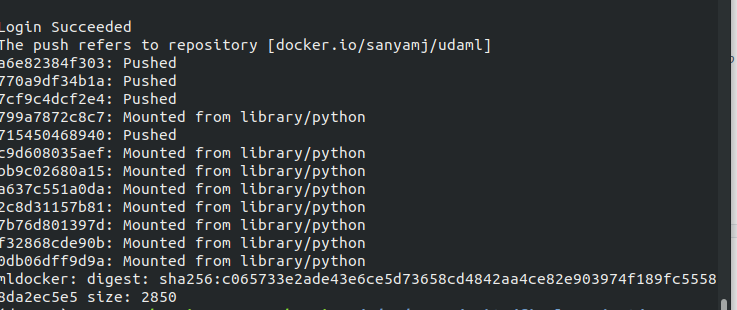 Login Succeeded
The push refers to repository [docker.io/sanyamj/udaml]
a6e82384f303: Pushed
770a9df34b1a: Pushed
7cf9c4dcf2e4: Pushed
799a7872c8c7: Mounted from library/python
715450468940: Pushed
c9d608035aef: Mounted from library/python
bb9c02680a15: Mounted from library/python
a637c551a0da: Mounted from library/python
2c8d31157b81: Mounted from library/python
7b76d801397d: Mounted from library/python
f32868cde90b: Mounted from library/python
0db06dff9d9a: Mounted from library/python
mldocker: digest: sha256:c065733e2ade43e6ce5d73658cd4842aa4ce82e903974f189fc5558
8da2ec5e5 size: 2850